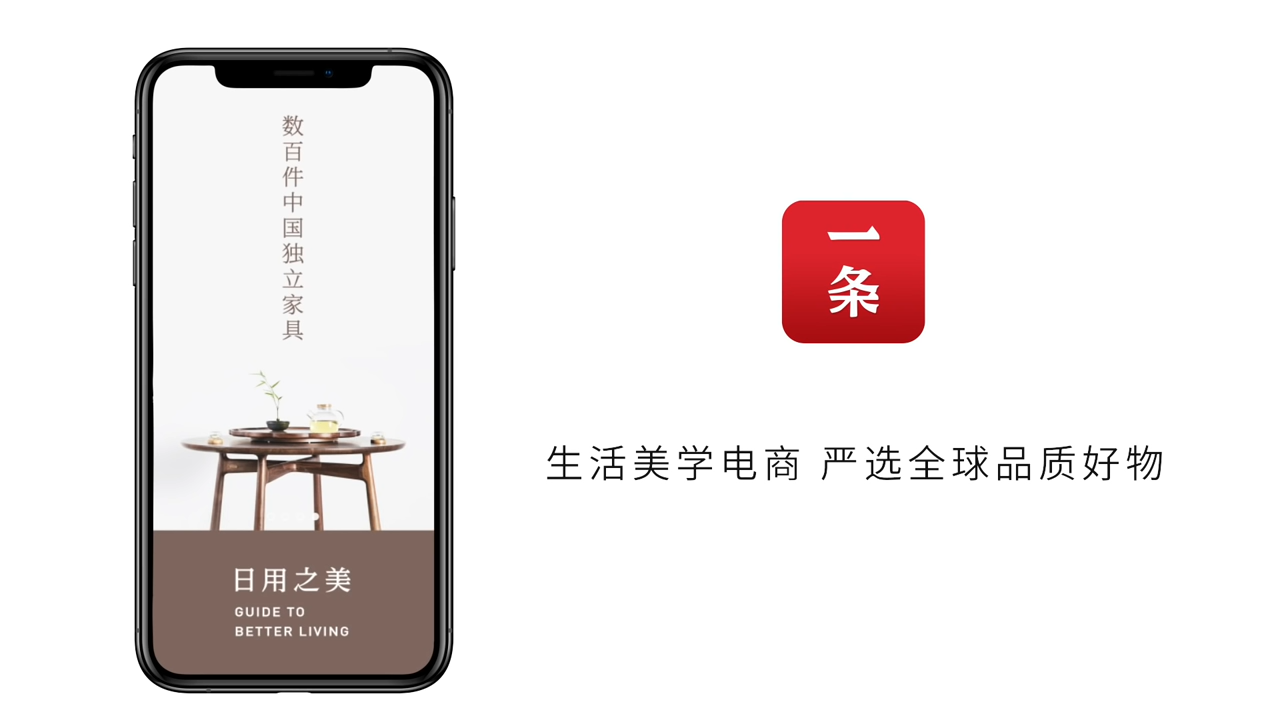 数百件中国独立家具
日用之美
GUIDE TO
BETTER LIVING
一条
生活美学电商 严选全球品质好物